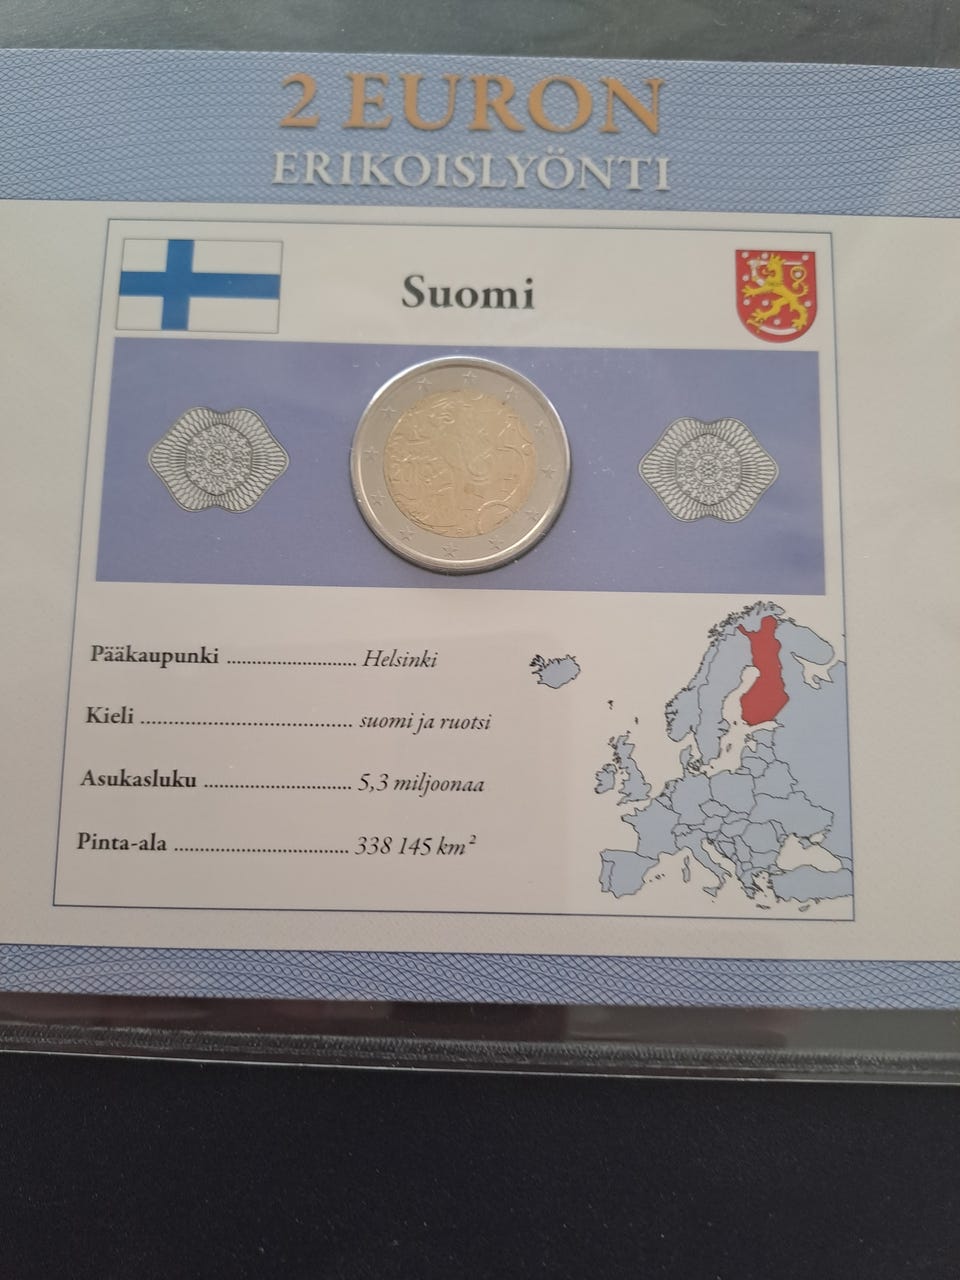 2 EURON
ERIKOISLYÖNTI
Suomi
Pääkaupunki ............................ Helsinki
Kieli .............................................. suomi ja ruotsi
Asukasluku ................................ 5,3 miljoonaa
Pinta-ala ...................................... 338 145 km²